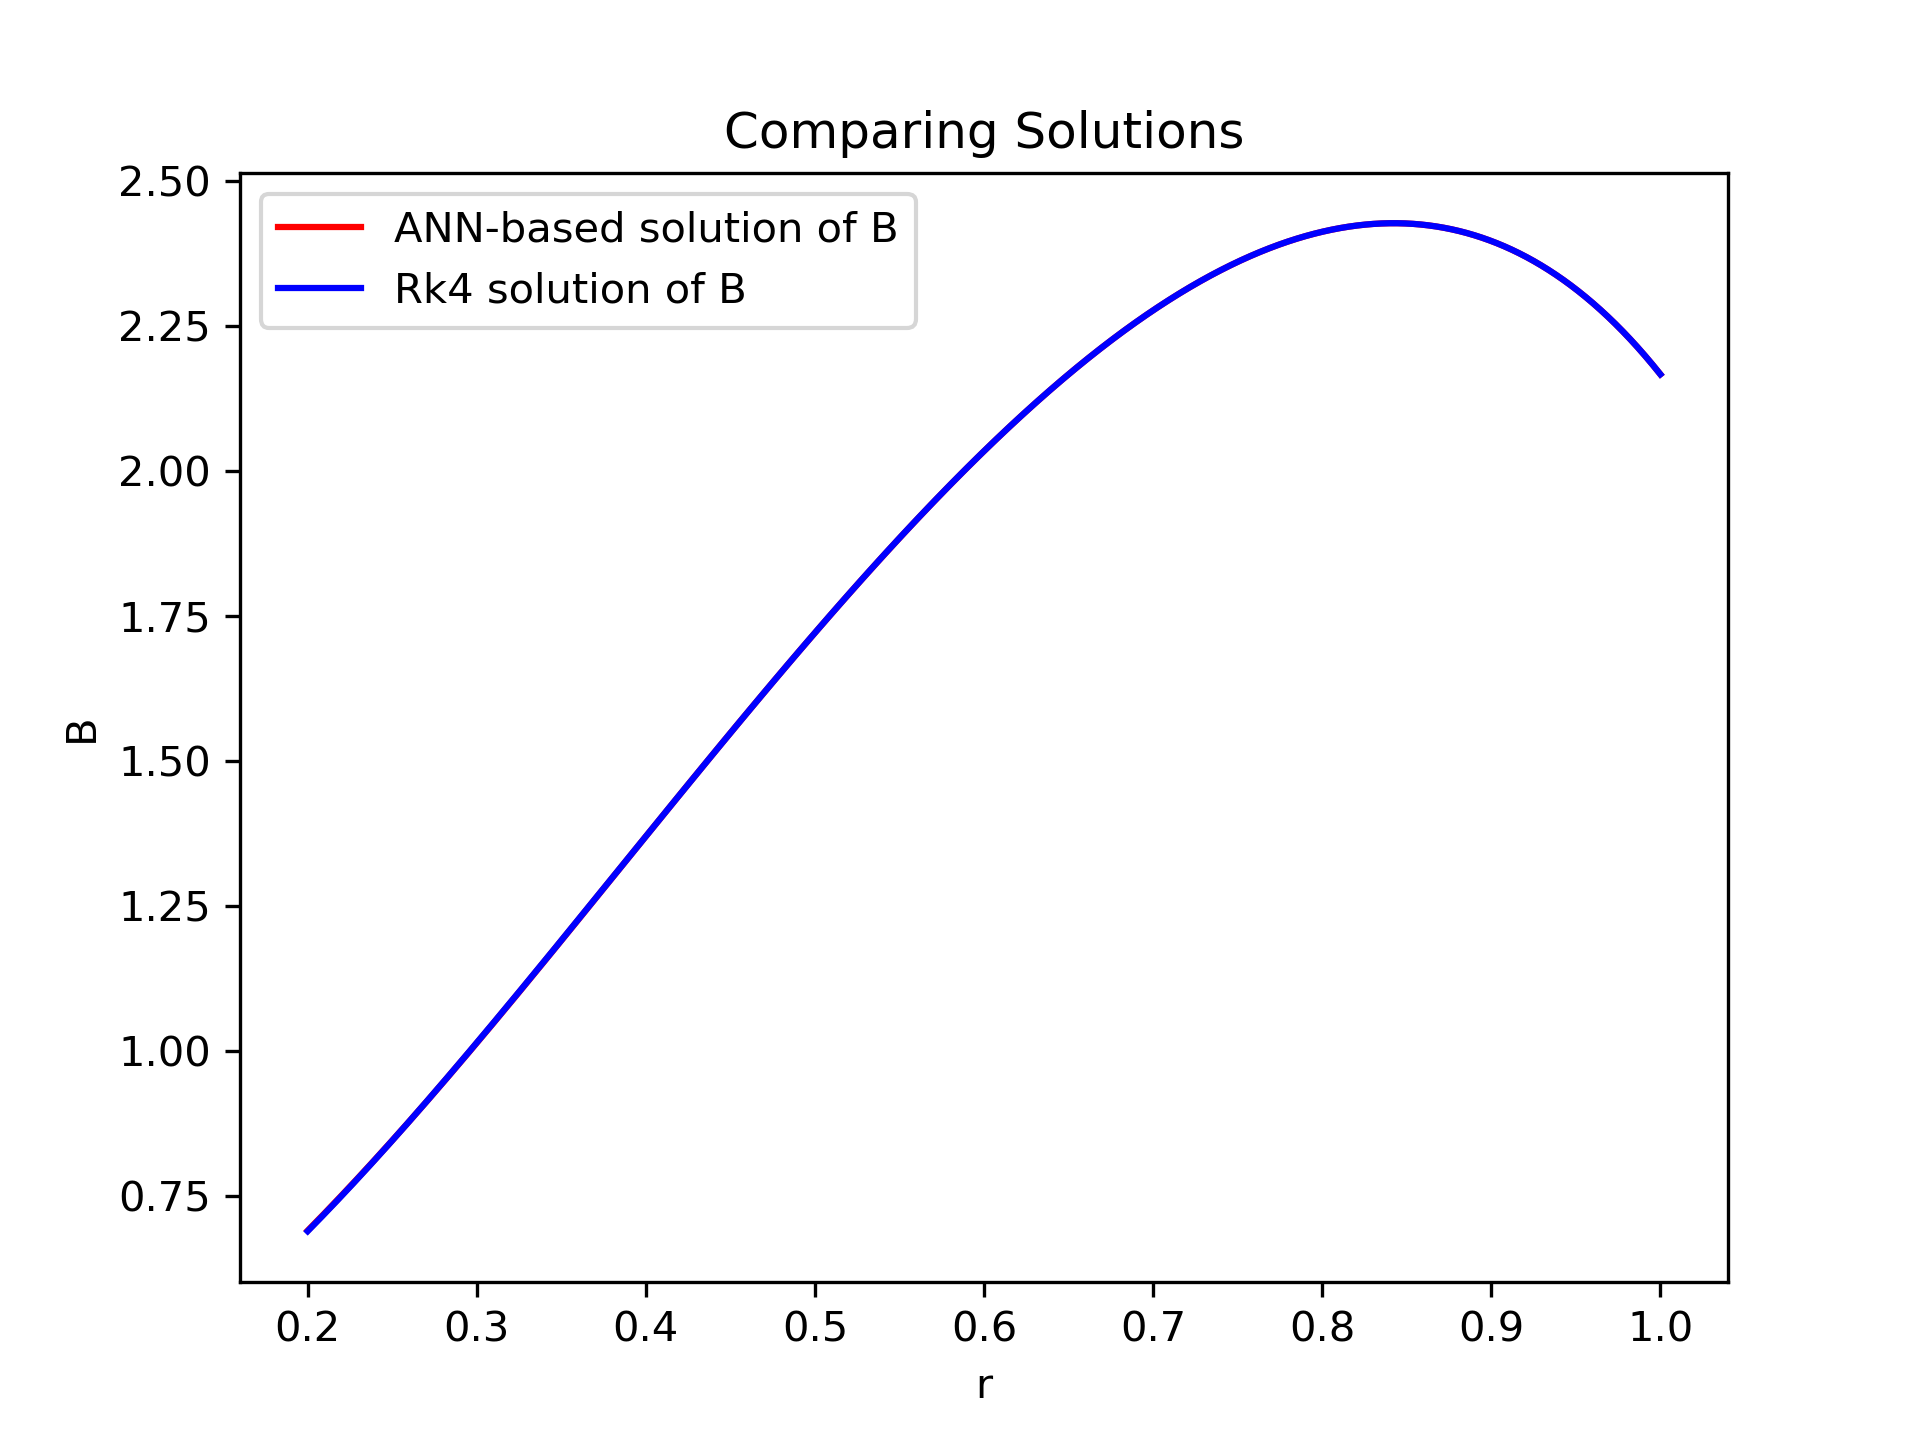 Comparing Solutions
2.50
2.25
2.00
1.75
1.50
1.25
1.00
0.75
B
ANN-based solution of B
Rk4 solution of B
0.2 0.3 0.4 0.5 0.6 0.7 0.8 0.9 1.0
r